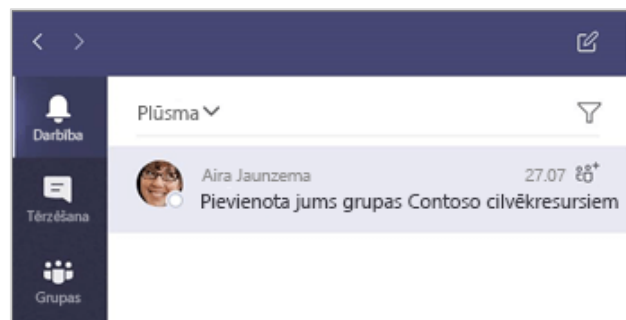 Darbība
Tērzēšana
Grupas
Plūsma
Aira Jaunzema 27.07
Pievienota jums grupas Contoso cilvēkresursiem